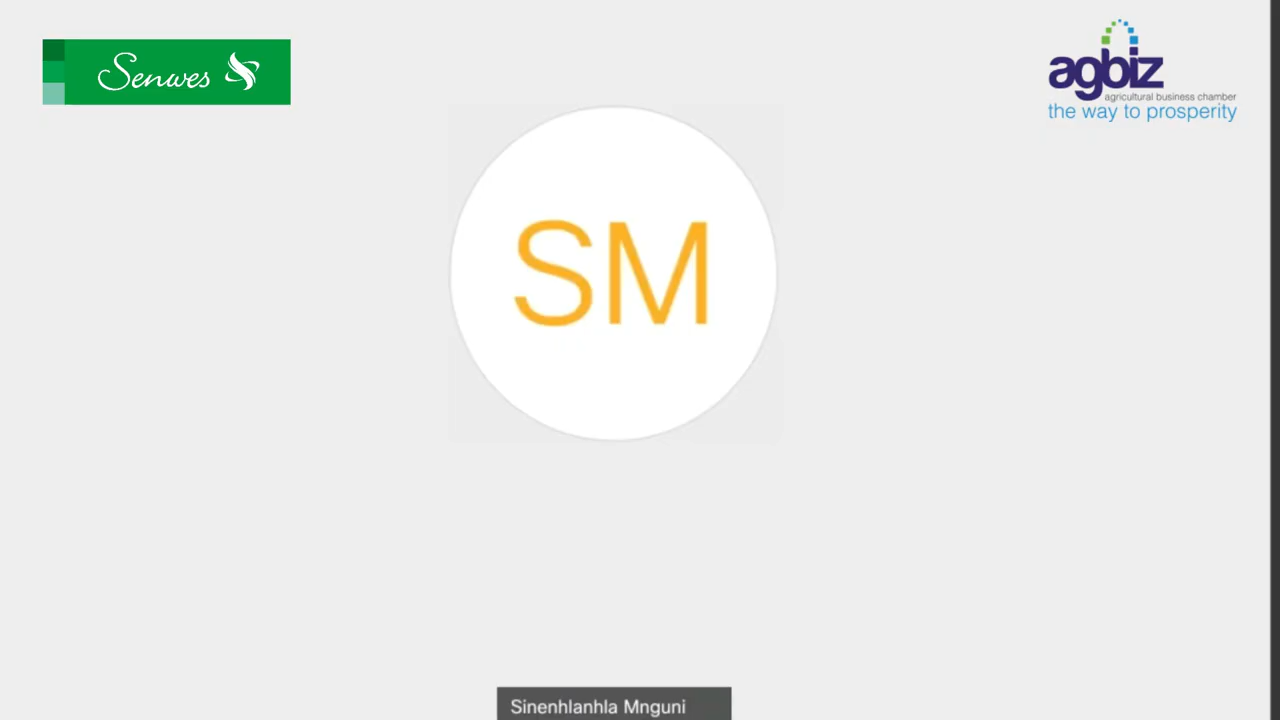 Senwes
agbiz
agricultural business chamber
the way to prosperity
SM
Sinenhlanhla Mnguni